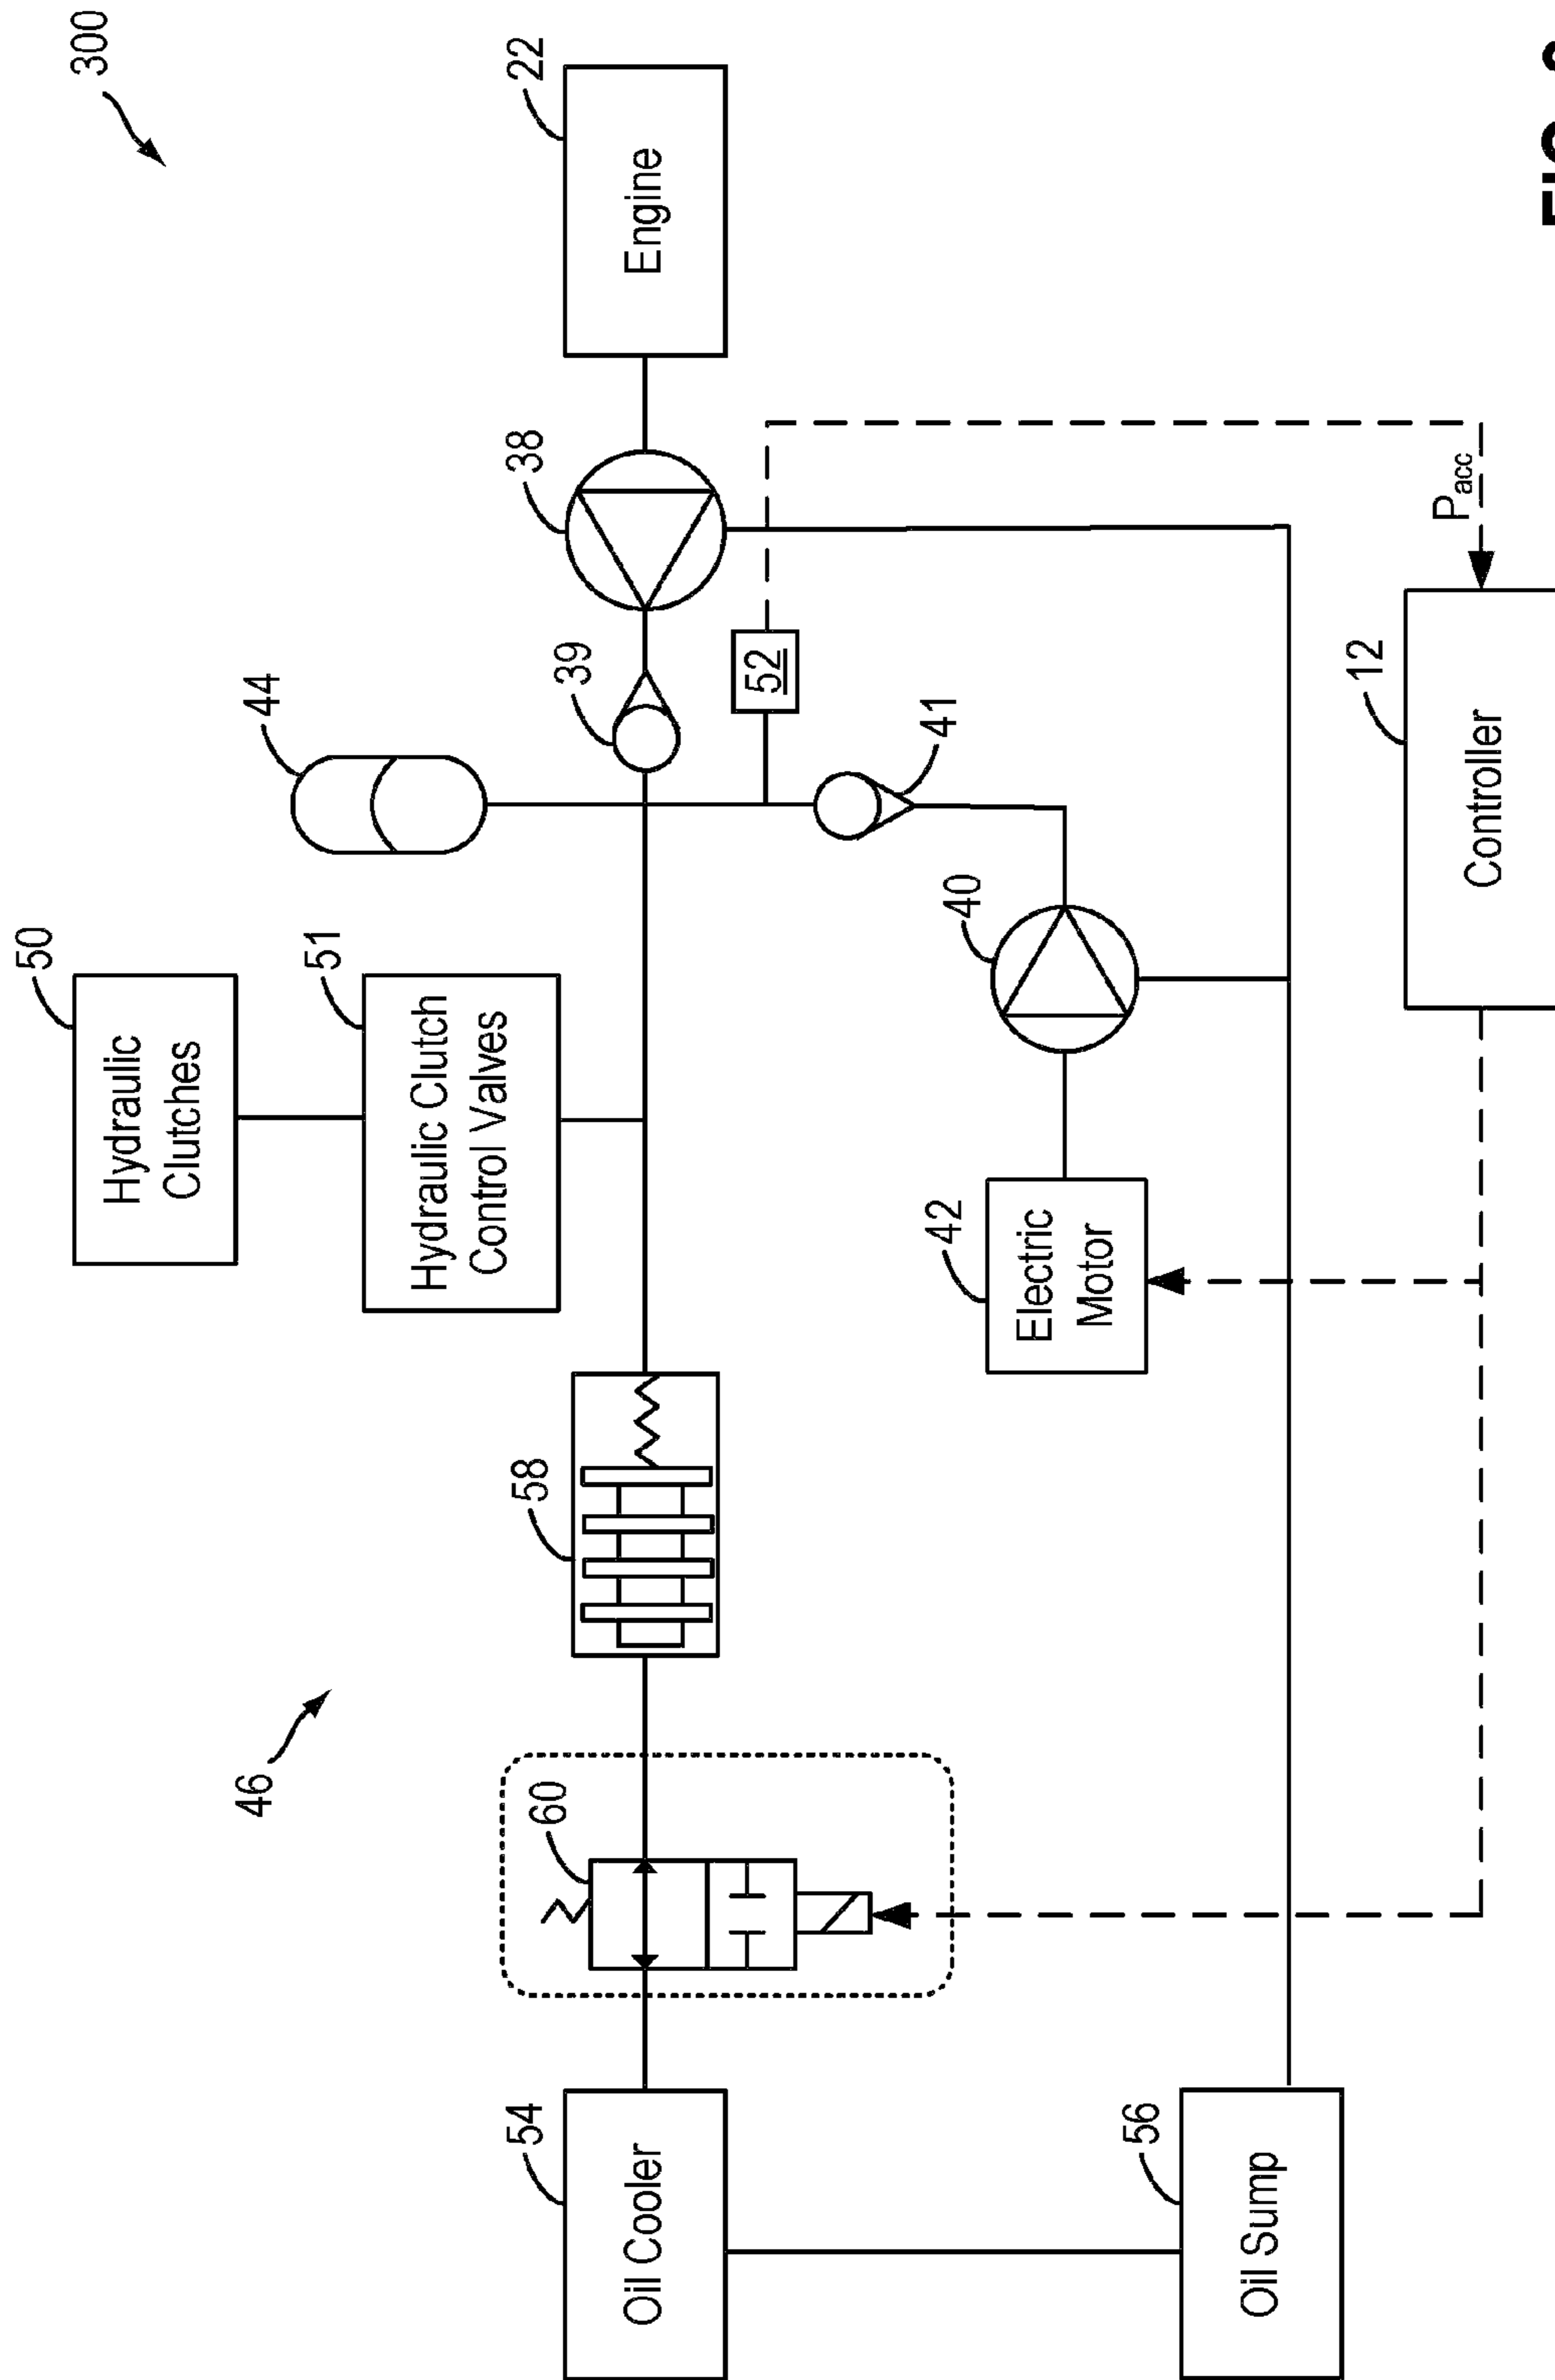 50
300
Hydraulic
Clutches
46
44
51
Hydraulic Clutch
Control Valves
54
58
38
22
60
39
Oil Cooler
Engine
52
42
40
41
Electric
Motor
56
Oil Sump
12
Pacc
Controller